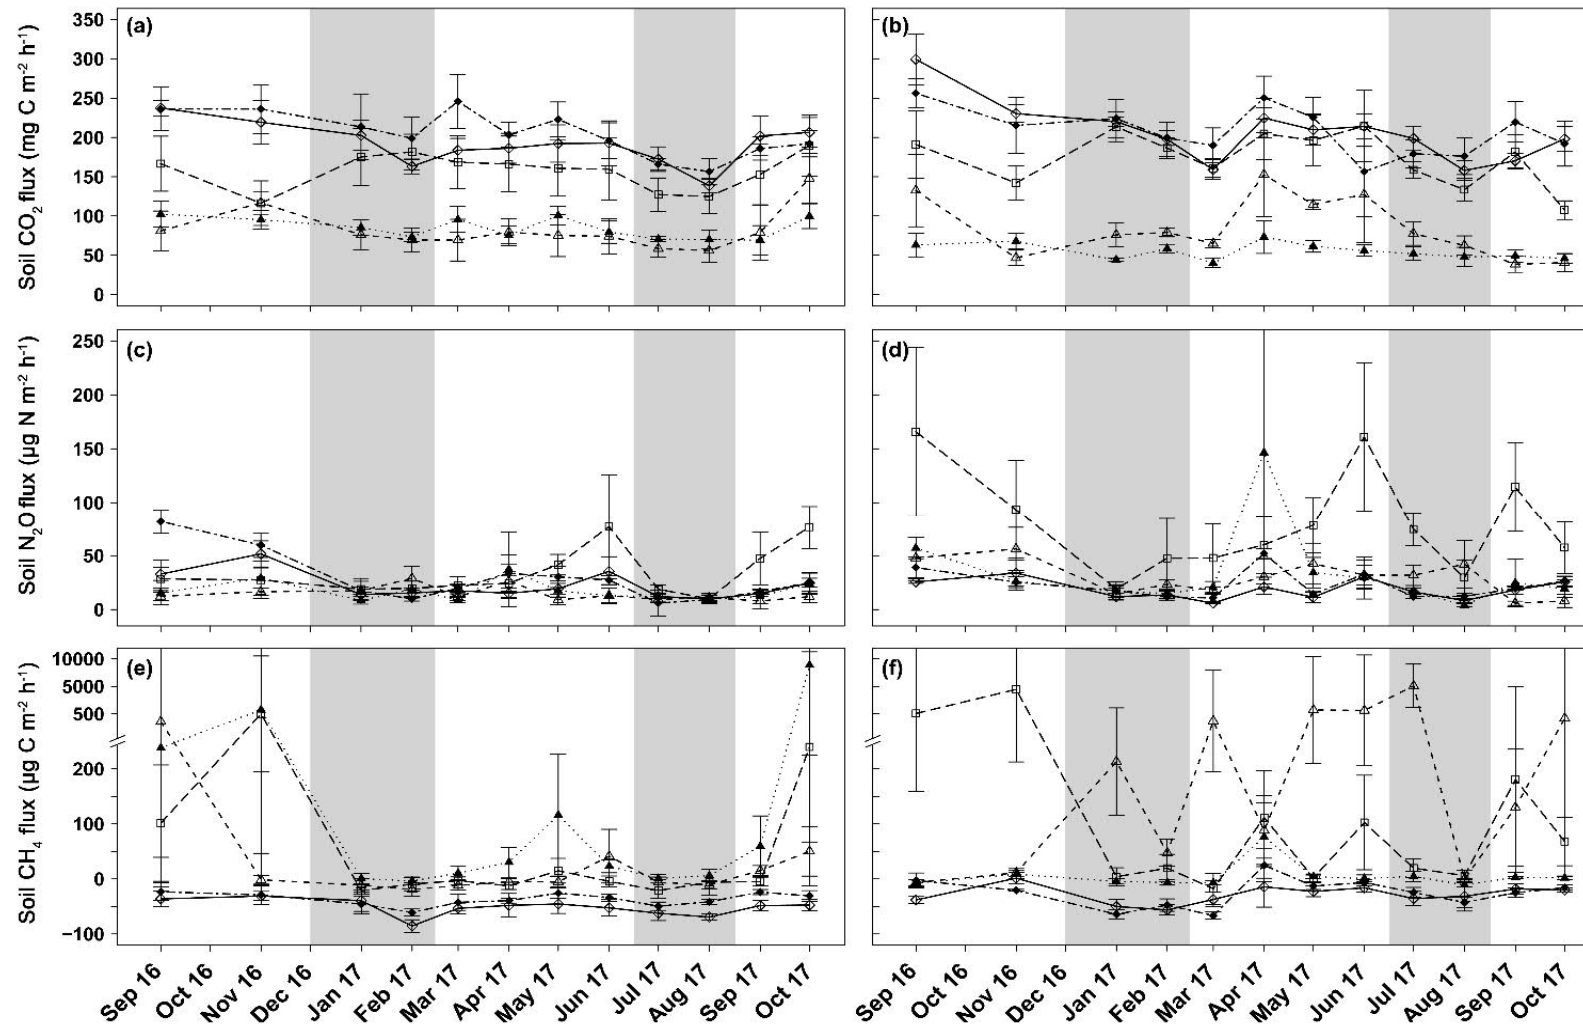 (a)
(b)
Soil CO2 flux (mg C m-2 h-1)
350
300
250
200
150
100
50
0
(c)
(d)
Soil N2O flux (µg N m-2 h-1)
250
200
150
100
50
0
(e)
(f)
Soil CH4 flux (µg C m-2 h-1)
10000
5000
500
200
100
0
−100
Sep 16
Oct 16
Nov 16
Dec 16
Jan 17
Feb 17
Mar 17
Apr 17
May 17
Jun 17
Jul 17
Aug 17
Sep 17
Oct 17
Sep 16
Oct 16
Nov 16
Dec 16
Jan 17
Feb 17
Mar 17
Apr 17
May 17
Jun 17
Jul 17
Aug 17
Sep 17
Oct 17